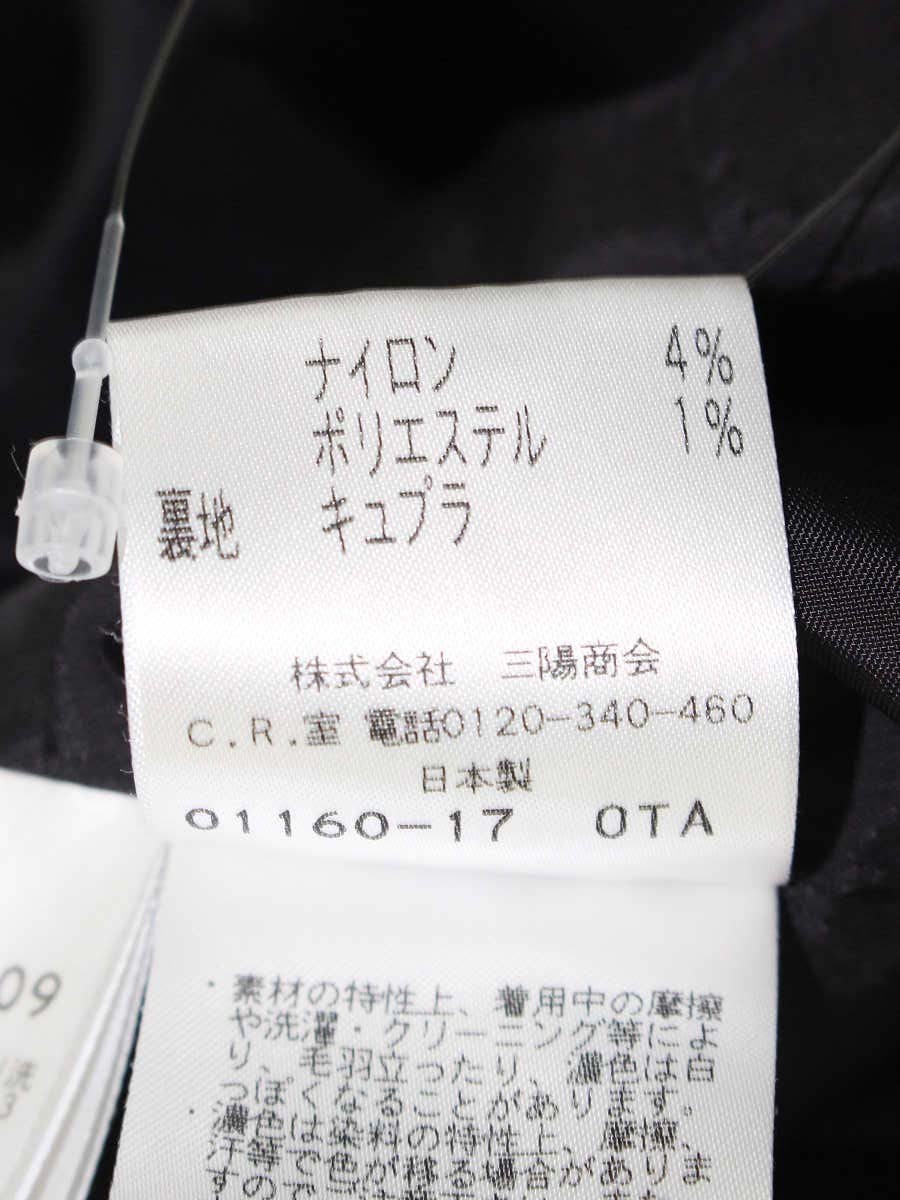 ナイロン 4%
ポリエステル 1%
裏地 キュプラ
株式会社 三陽商会
C.R.室 電話0120-340-460
日本製
01160-17 OTA
09
洗
3
・素材の特性上、着用中の摩擦
や洗濯・クリーニング等によ
り、毛羽立ったり、濃色は白
っぽくなることがあります。
・濃色は染料の特性上、摩擦、
汗等で色が移る場合があります